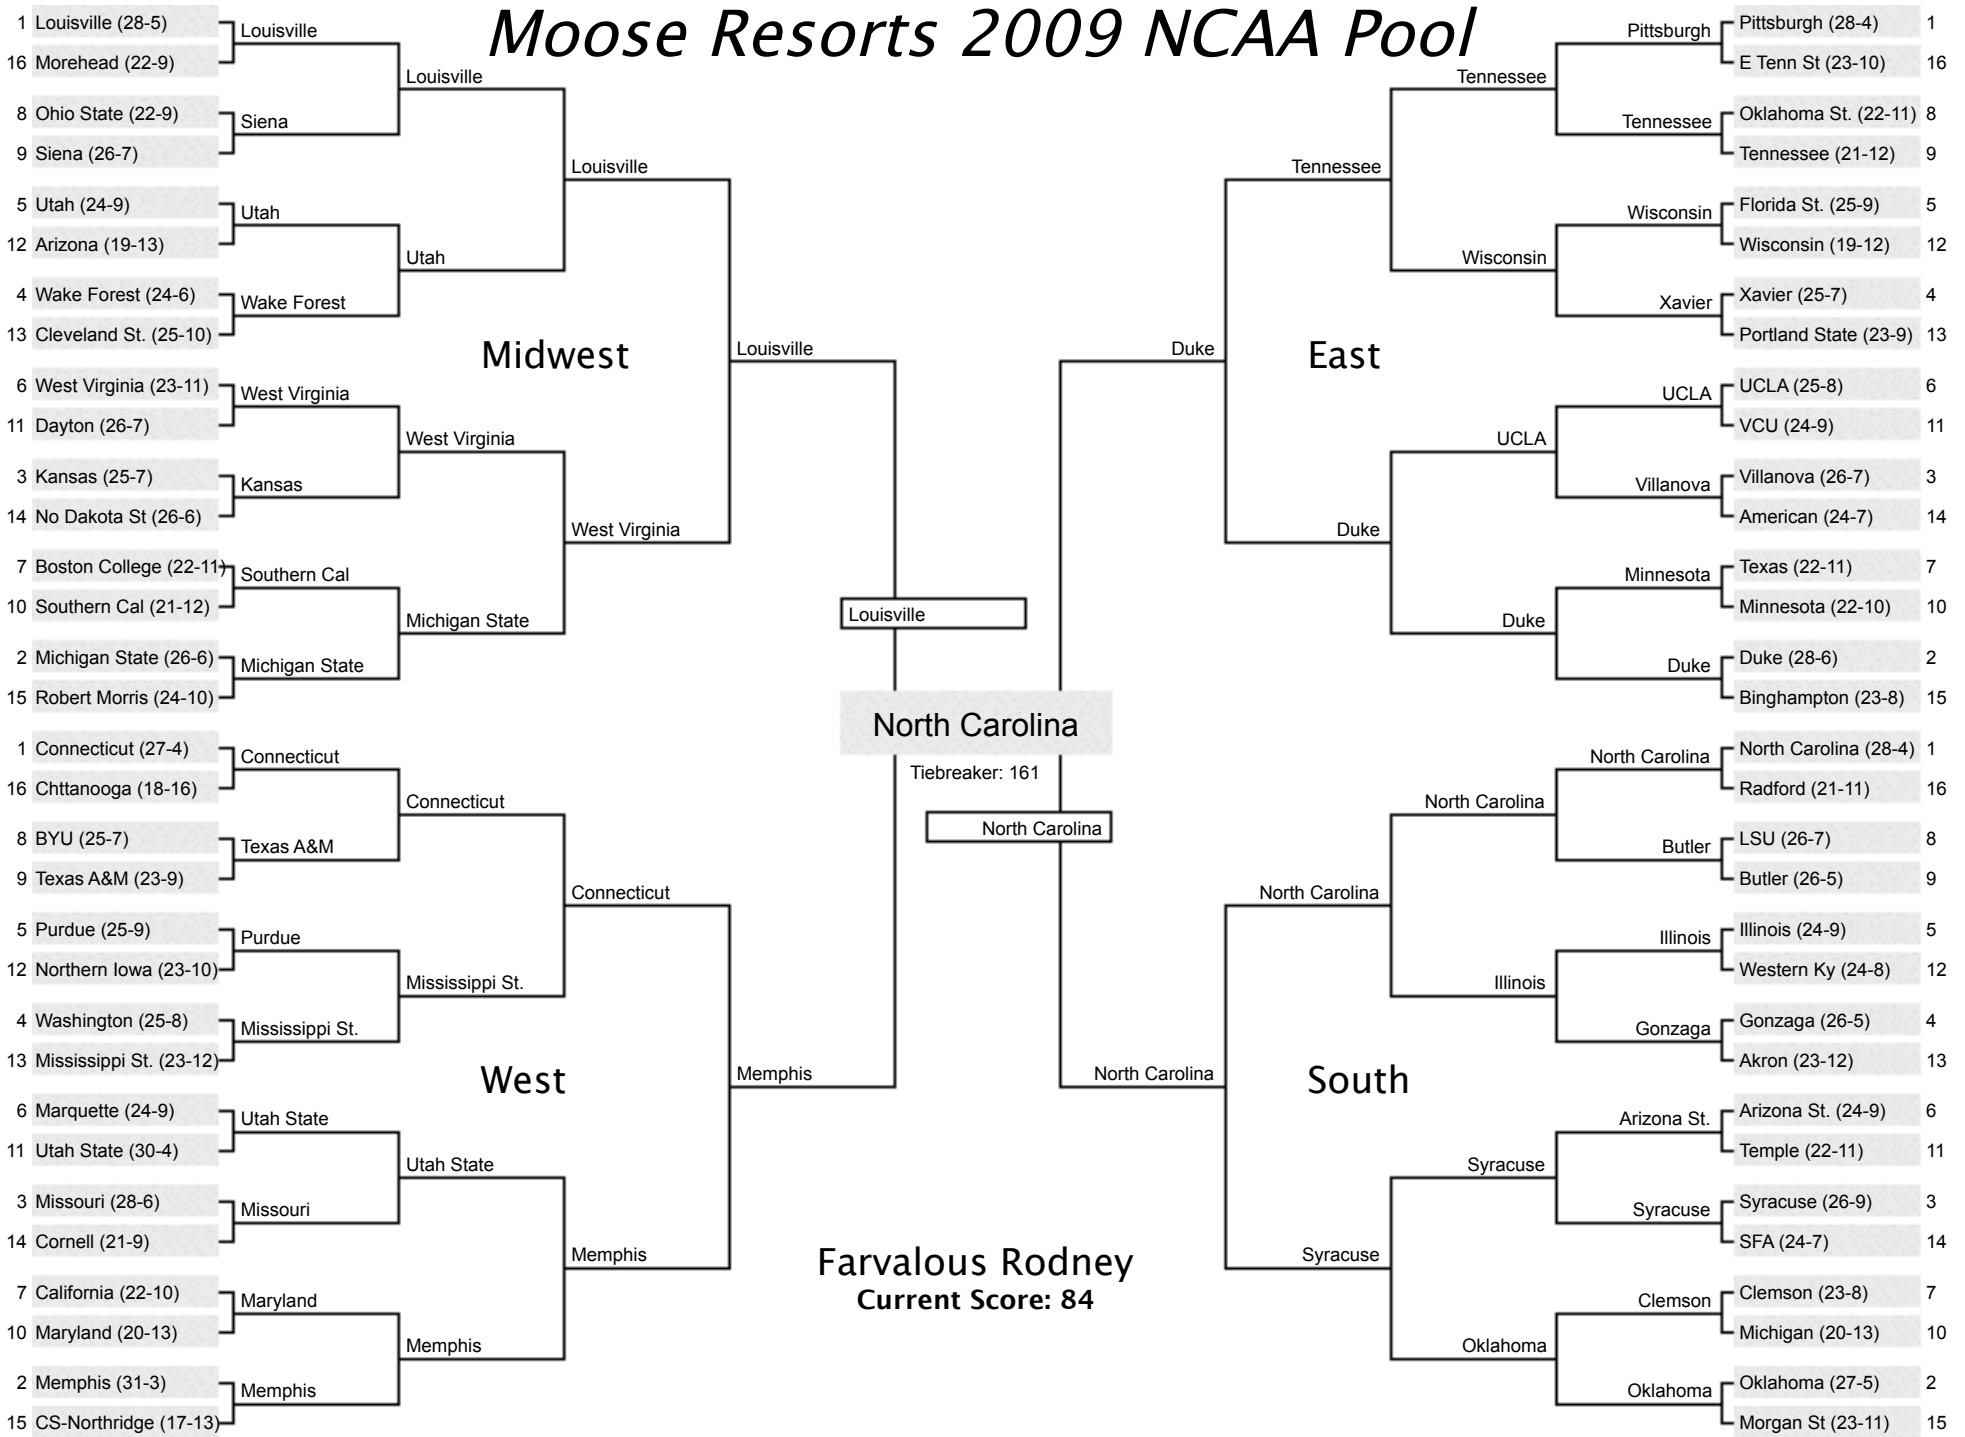 Moose Resorts 2009 NCAA Pool
1 Louisville (28-5)
16 Morehead (22-9)
8 Ohio State (22-9)
9 Siena (26-7)
5 Utah (24-9)
12 Arizona (19-13)
4 Wake Forest (24-6)
13 Cleveland St. (25-10)
6 West Virginia (23-11)
11 Dayton (26-7)
3 Kansas (25-7)
14 No Dakota St (26-6)
7 Boston College (22-11)
10 Southern Cal (21-12)
2 Michigan State (26-6)
15 Robert Morris (24-10)
Louisville
Siena
Utah
Wake Forest
West Virginia
Kansas
Southern Cal
Michigan State
Louisville
Utah
West Virginia
Michigan State
Louisville
West Virginia
Louisville
Midwest
1 Connecticut (27-4)
16 Chttanooga (18-16)
8 BYU (25-7)
9 Texas A&M (23-9)
5 Purdue (25-9)
12 Northern Iowa (23-10)
4 Washington (25-8)
13 Mississippi St. (23-12)
6 Marquette (24-9)
11 Utah State (30-4)
3 Missouri (28-6)
14 Cornell (21-9)
7 California (22-10)
10 Maryland (20-13)
2 Memphis (31-3)
15 CS-Northridge (17-13)
Connecticut
Texas A&M
Purdue
Mississippi St.
Utah State
Missouri
Maryland
Memphis
Connecticut
Mississippi St.
Utah State
Memphis
Connecticut
Memphis
Memphis
West
Louisville
North Carolina
Tiebreaker: 161
North Carolina
Farvalous Rodney
Current Score: 84
Pittsburgh (28-4) 1
E Tenn St (23-10) 16
Oklahoma St. (22-11) 8
Tennessee (21-12) 9
Florida St. (25-9) 5
Wisconsin (19-12) 12
Xavier (25-7) 4
Portland State (23-9) 13
UCLA (25-8) 6
VCU (24-9) 11
Villanova (26-7) 3
American (24-7) 14
Texas (22-11) 7
Minnesota (22-10) 10
Duke (28-6) 2
Binghampton (23-8) 15
Pittsburgh
Tennessee
Wisconsin
Xavier
UCLA
Villanova
Minnesota
Duke
Tennessee
Wisconsin
UCLA
Duke
Tennessee
Duke
Duke
East
North Carolina (28-4) 1
Radford (21-11) 16
LSU (26-7) 8
Butler (26-5) 9
Illinois (24-9) 5
Western Ky (24-8) 12
Gonzaga (26-5) 4
Akron (23-12) 13
Arizona St. (24-9) 6
Temple (22-11) 11
Syracuse (26-9) 3
SFA (24-7) 14
Clemson (23-8) 7
Michigan (20-13) 10
Oklahoma (27-5) 2
Morgan St (23-11) 15
North Carolina
Butler
Illinois
Gonzaga
Arizona St.
Syracuse
Clemson
Oklahoma
North Carolina
Illinois
Syracuse
Oklahoma
North Carolina
Syracuse
North Carolina
South